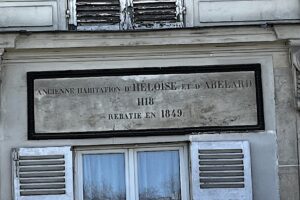 ANCIENNE HABITATION D'HÉLOISE ET D'ABELARD
1118
REBATIE EN 1849